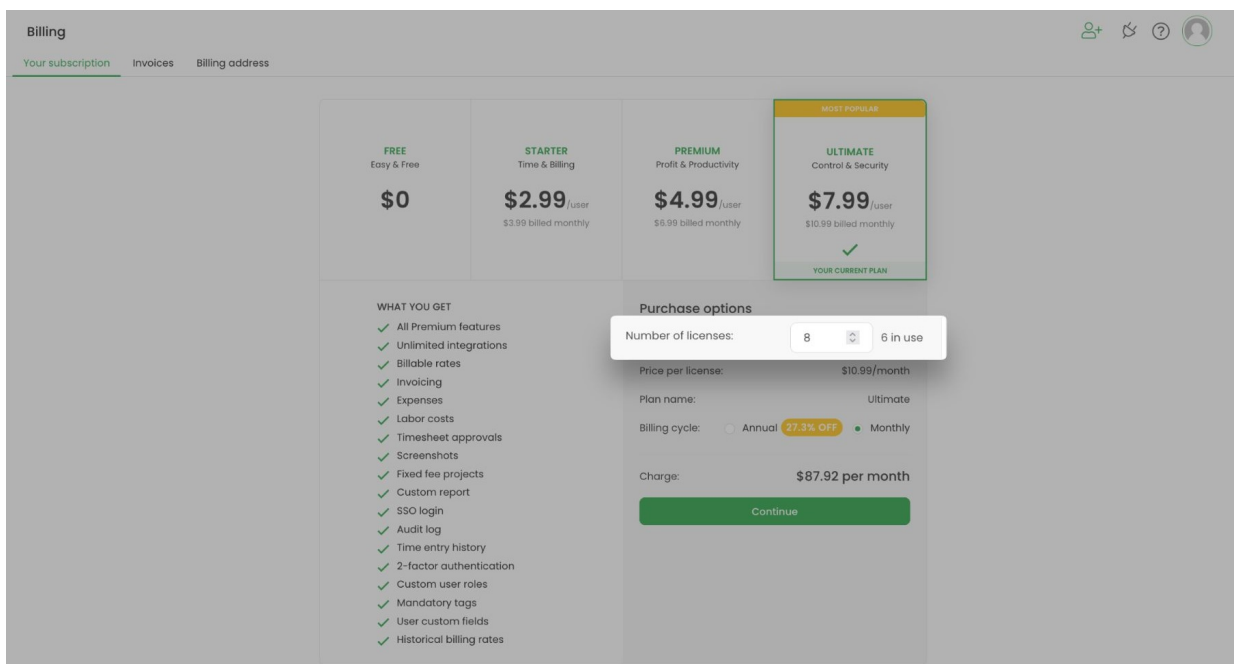 Billing
Your subscription Invoices Billing address
MOST POPULAR
FREE
Easy & Free
$0
STARTER
Time & Billing
$2.99/user
$3.99 billed monthly
PREMIUM
Profit & Productivity
$4.99/user
$6.99 billed monthly
ULTIMATE
Control & Security
$7.99/user
$10.99 billed monthly
YOUR CURRENT PLAN
WHAT YOU GET
All Premium features
Unlimited integrations
Billable rates
Invoicing
Expenses
Labor costs
Timesheet approvals
Screenshots
Fixed fee projects
Custom report
SSO login
Audit log
Time entry history
2-factor authentication
Custom user roles
Mandatory tags
User custom fields
Historical billing rates
Purchase options
Number of licenses: 8 6 in use
Price per license: $10.99/month
Plan name: Ultimate
Billing cycle: Annual 27.3% OFF Monthly
Charge: $87.92 per month
Continue